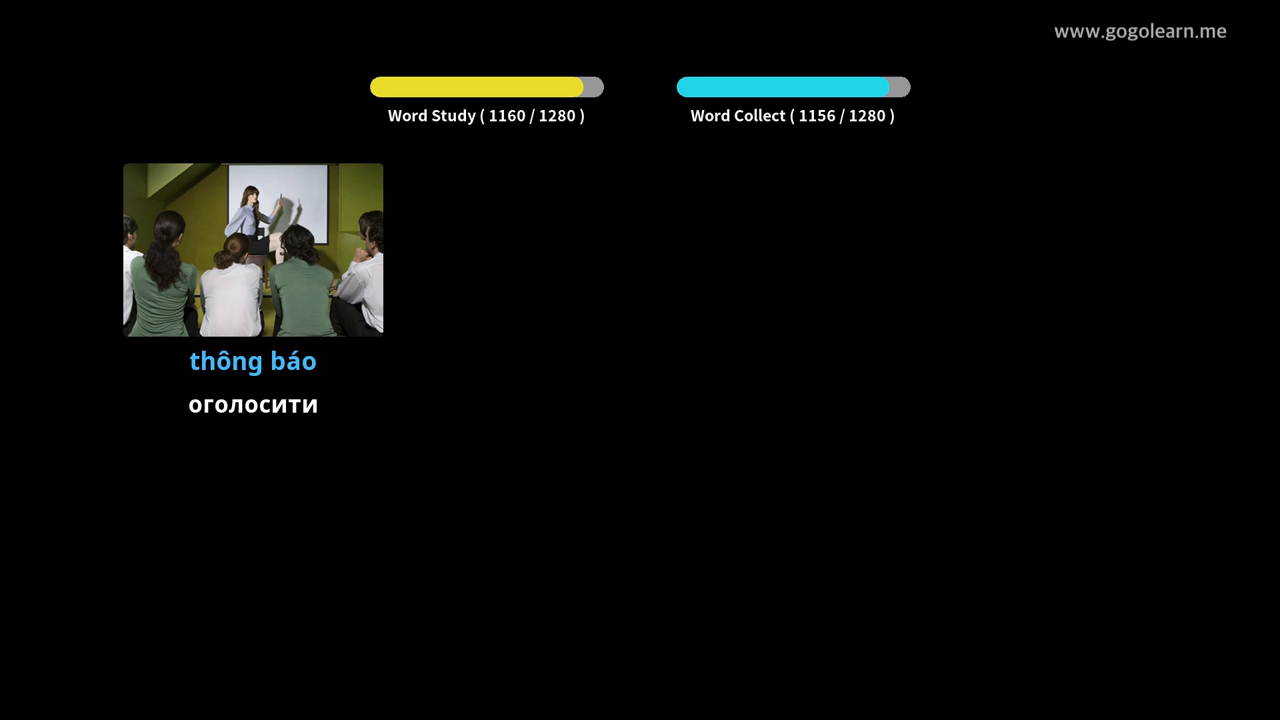 www.gogolearn.me
Word Study ( 1160 / 1280 )
Word Collect ( 1156 / 1280 )
thông báo
оголосити